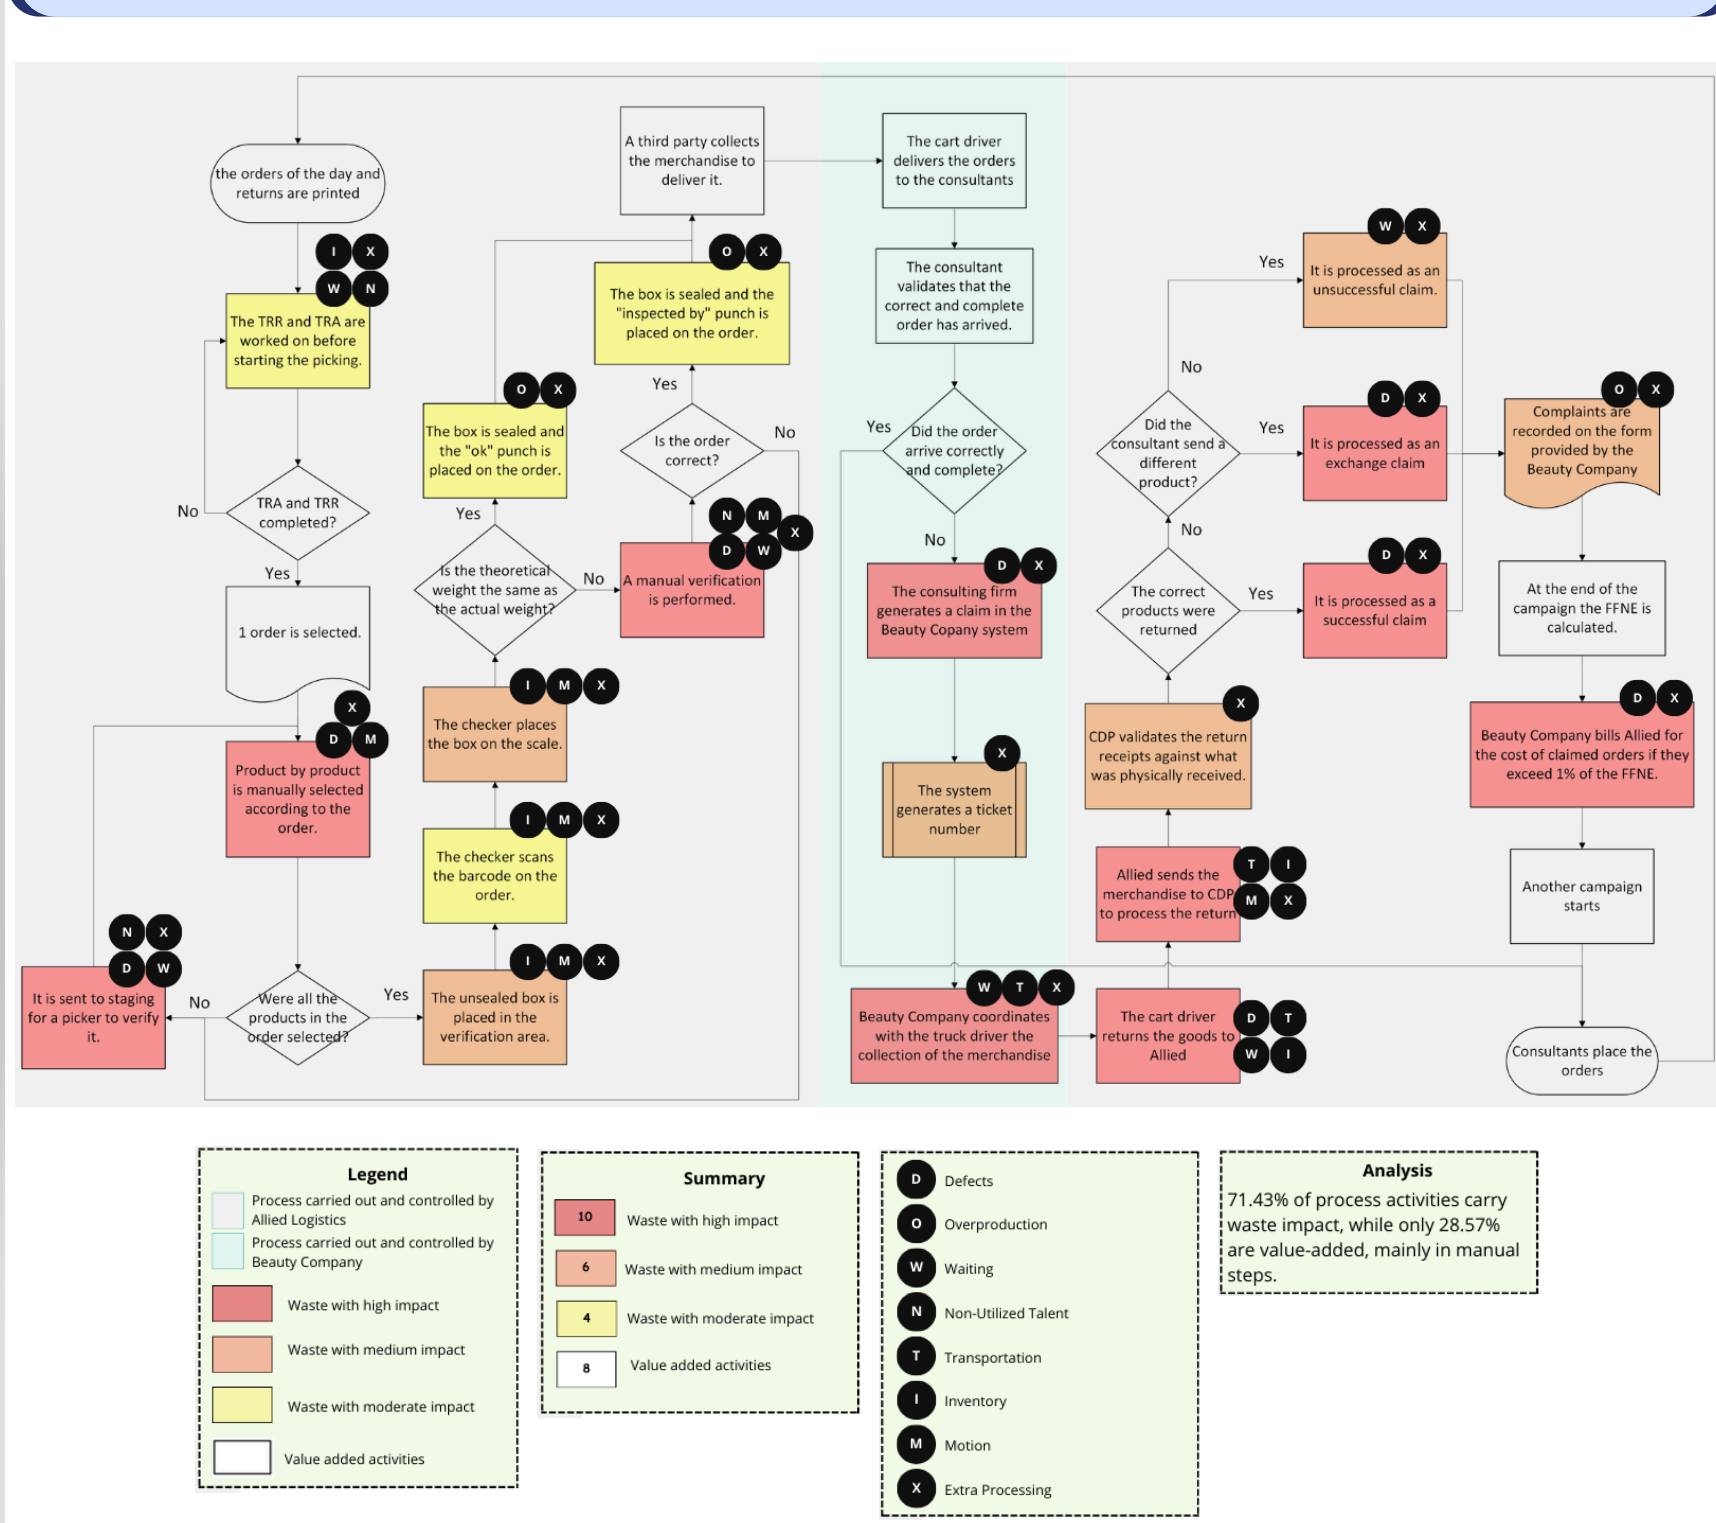 the orders of the day and
returns are printed
I
X
W
N
The TRR and TRA are
worked on before
starting the picking.
No
TRA and TRR
completed?
Yes
1 order is selected.
X
D
M
Product by product
is manually selected
according to the
order.
N
X
D
W
It is sent to staging
for a picker to verify
it.
No
Were all the
products in the
order selected?
Yes
I
M
X
The unsealed box is
placed in the
verification area.
I
M
X
The checker scans
the barcode on the
order.
I
M
X
The checker places
the box on the scale.
Is the theoretical
weight the same as
the actual weight?
Yes
No
O
X
The box is sealed and
the "ok" punch is
placed on the order.
N
M
X
D
W
A manual verification
is performed.
Is the order
correct?
Yes
No
O
X
The box is sealed and the
"inspected by" punch is
placed on the order.
A third party collects
the merchandise to
deliver it.
The cart driver
delivers the orders
to the consultants
The consultant
validates that the
correct and complete
order has arrived.
Yes
Did the order
arrive correctly
and complete?
No
D
X
The consulting firm
generates a claim in the
Beauty Copany system
X
The system
generates a ticket
number
W
T
X
Beauty Company coordinates
with the truck driver the
collection of the merchandise
D
T
W
I
The cart driver
returns the goods to
Allied
T
I
M
X
Allied sends the
merchandise to CDP
to process the return
X
CDP validates the return
receipts against what
was physically received.
The correct
products were
returned
Yes
No
D
X
It is processed as a
successful claim
Did the
consultant send a
different
product?
Yes
No
D
X
It is processed as an
exchange claim
Yes
W
X
It is processed as an
unsuccessful claim.
O
X
Complaints are
recorded on the form
provided by the
Beauty Company
At the end of the
campaign the FFNE is
calculated.
D
X
Beauty Company bills Allied for
the cost of claimed orders if they
exceed 1% of the FFNE.
Another campaign
starts
Consultants place the
orders
Legend
Process carried out and controlled by
Allied Logistics
Process carried out and controlled by
Beauty Company
Waste with high impact
Waste with medium impact
Waste with moderate impact
Value added activities
Summary
10 Waste with high impact
6 Waste with medium impact
4 Waste with moderate impact
8 Value added activities
D Defects
O Overproduction
W Waiting
N Non-Utilized Talent
T Transportation
I Inventory
M Motion
X Extra Processing
Analysis
71.43% of process activities carry
waste impact, while only 28.57%
are value-added, mainly in manual
steps.